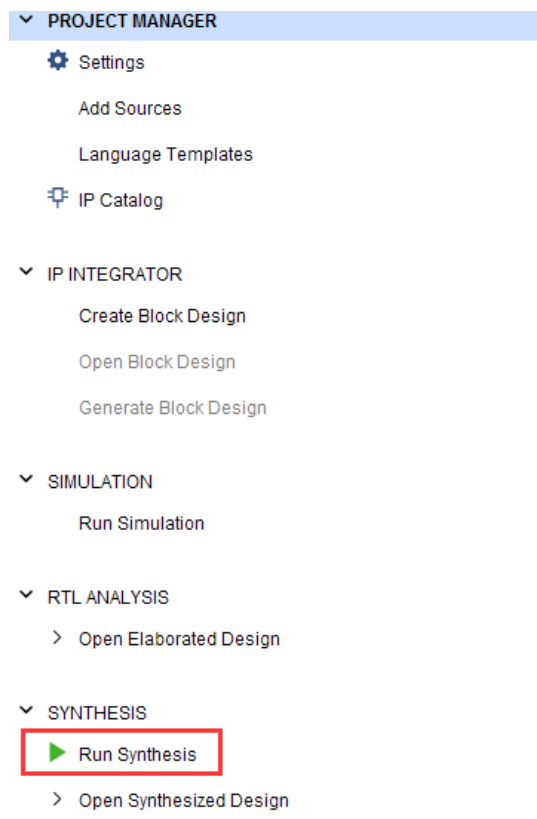 PROJECT MANAGER
Settings
Add Sources
Language Templates
IP Catalog
IP INTEGRATOR
Create Block Design
Open Block Design
Generate Block Design
SIMULATION
Run Simulation
RTL ANALYSIS
Open Elaborated Design
SYNTHESIS
Run Synthesis
Open Synthesized Design